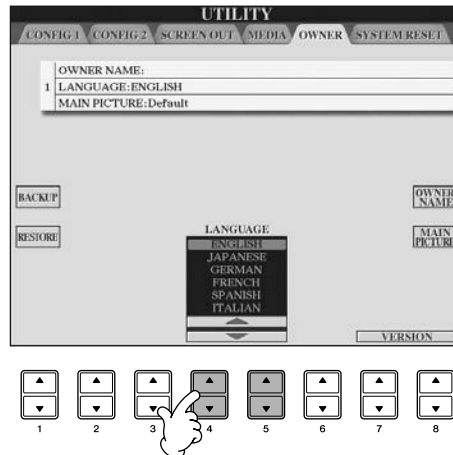 UTILITY
CONFIG 1 CONFIG 2 SCREEN OUT MEDIA OWNER SYSTEM RESET
OWNER NAME:
1 LANGUAGE:ENGLISH
MAIN PICTURE:Default
BACKUP
OWNER
NAME
RESTORE
MAIN
PICTURE
LANGUAGE
ENGLISH
JAPANESE
GERMAN
FRENCH
SPANISH
ITALIAN
VERSION
1 2 3 4 5 6 7 8